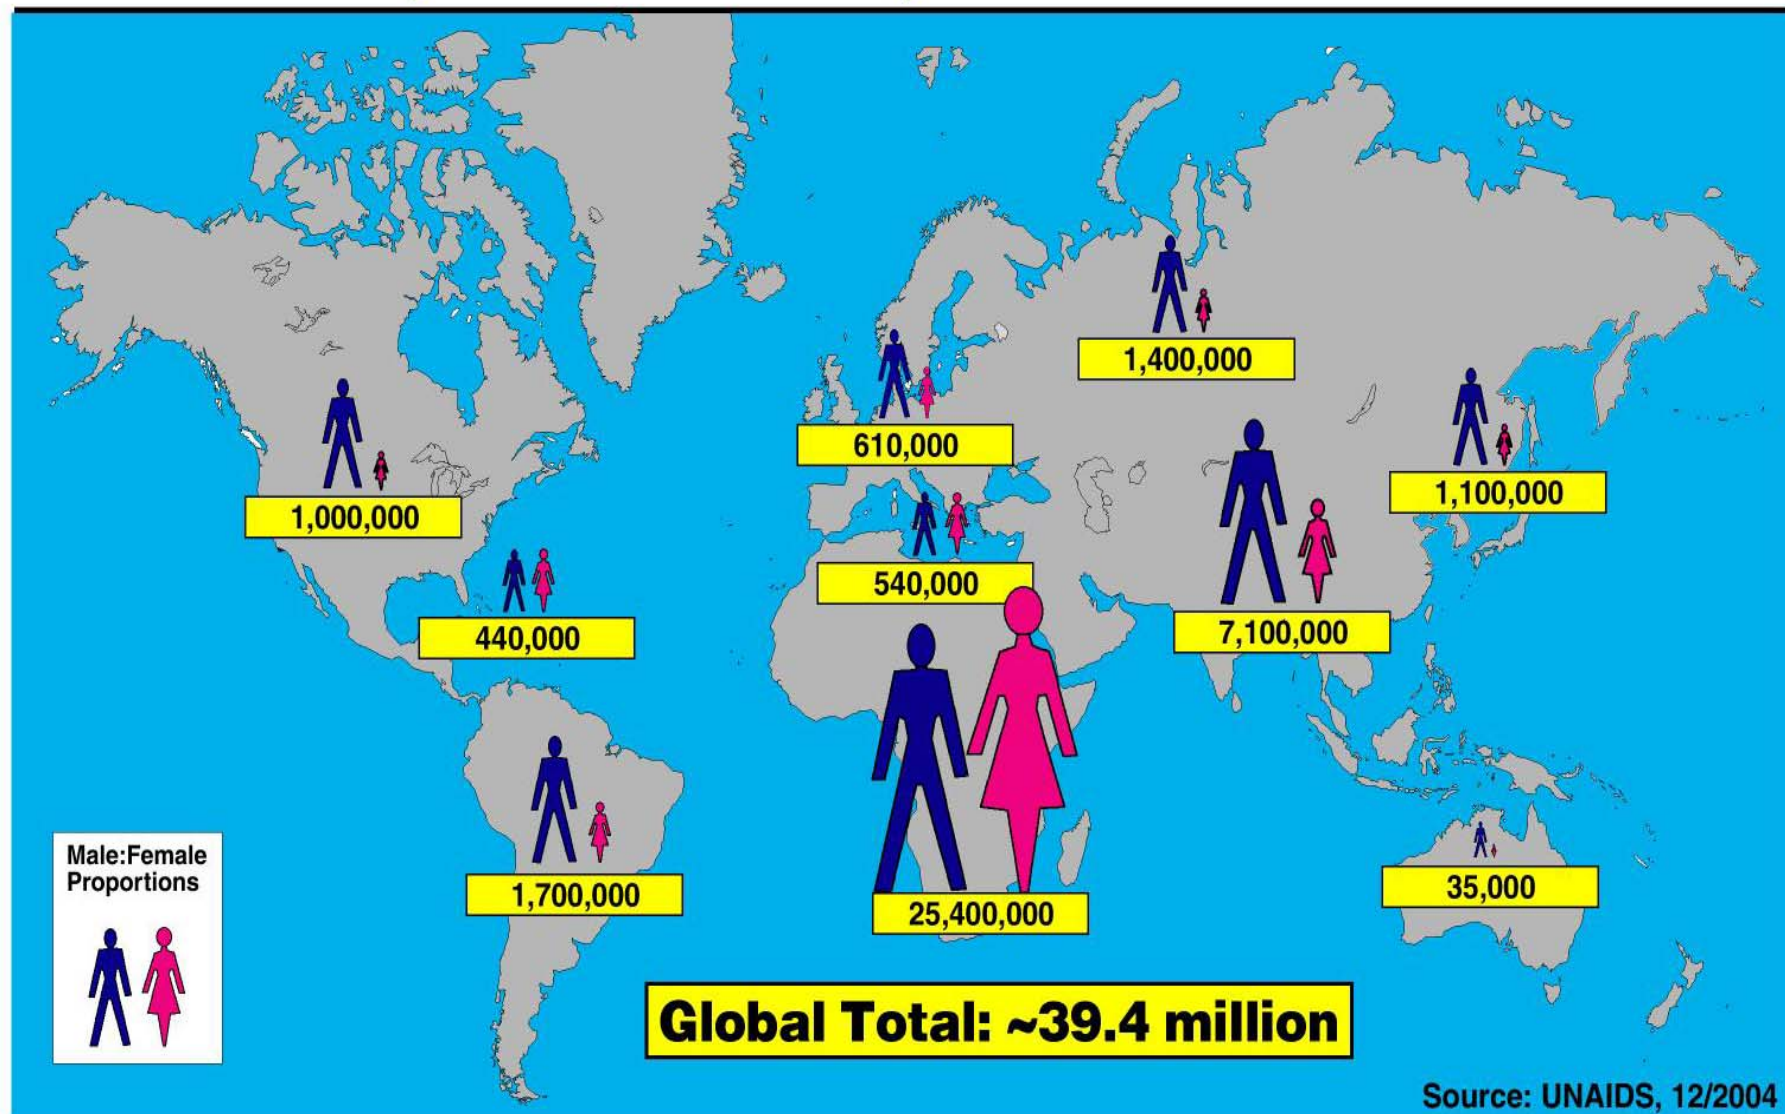 1,400,000
610,000
1,100,000
1,000,000
540,000
440,000
7,100,000
1,700,000
25,400,000
35,000
Male:Female
Proportions
Global Total: ~39.4 million
Source: UNAIDS, 12/2004